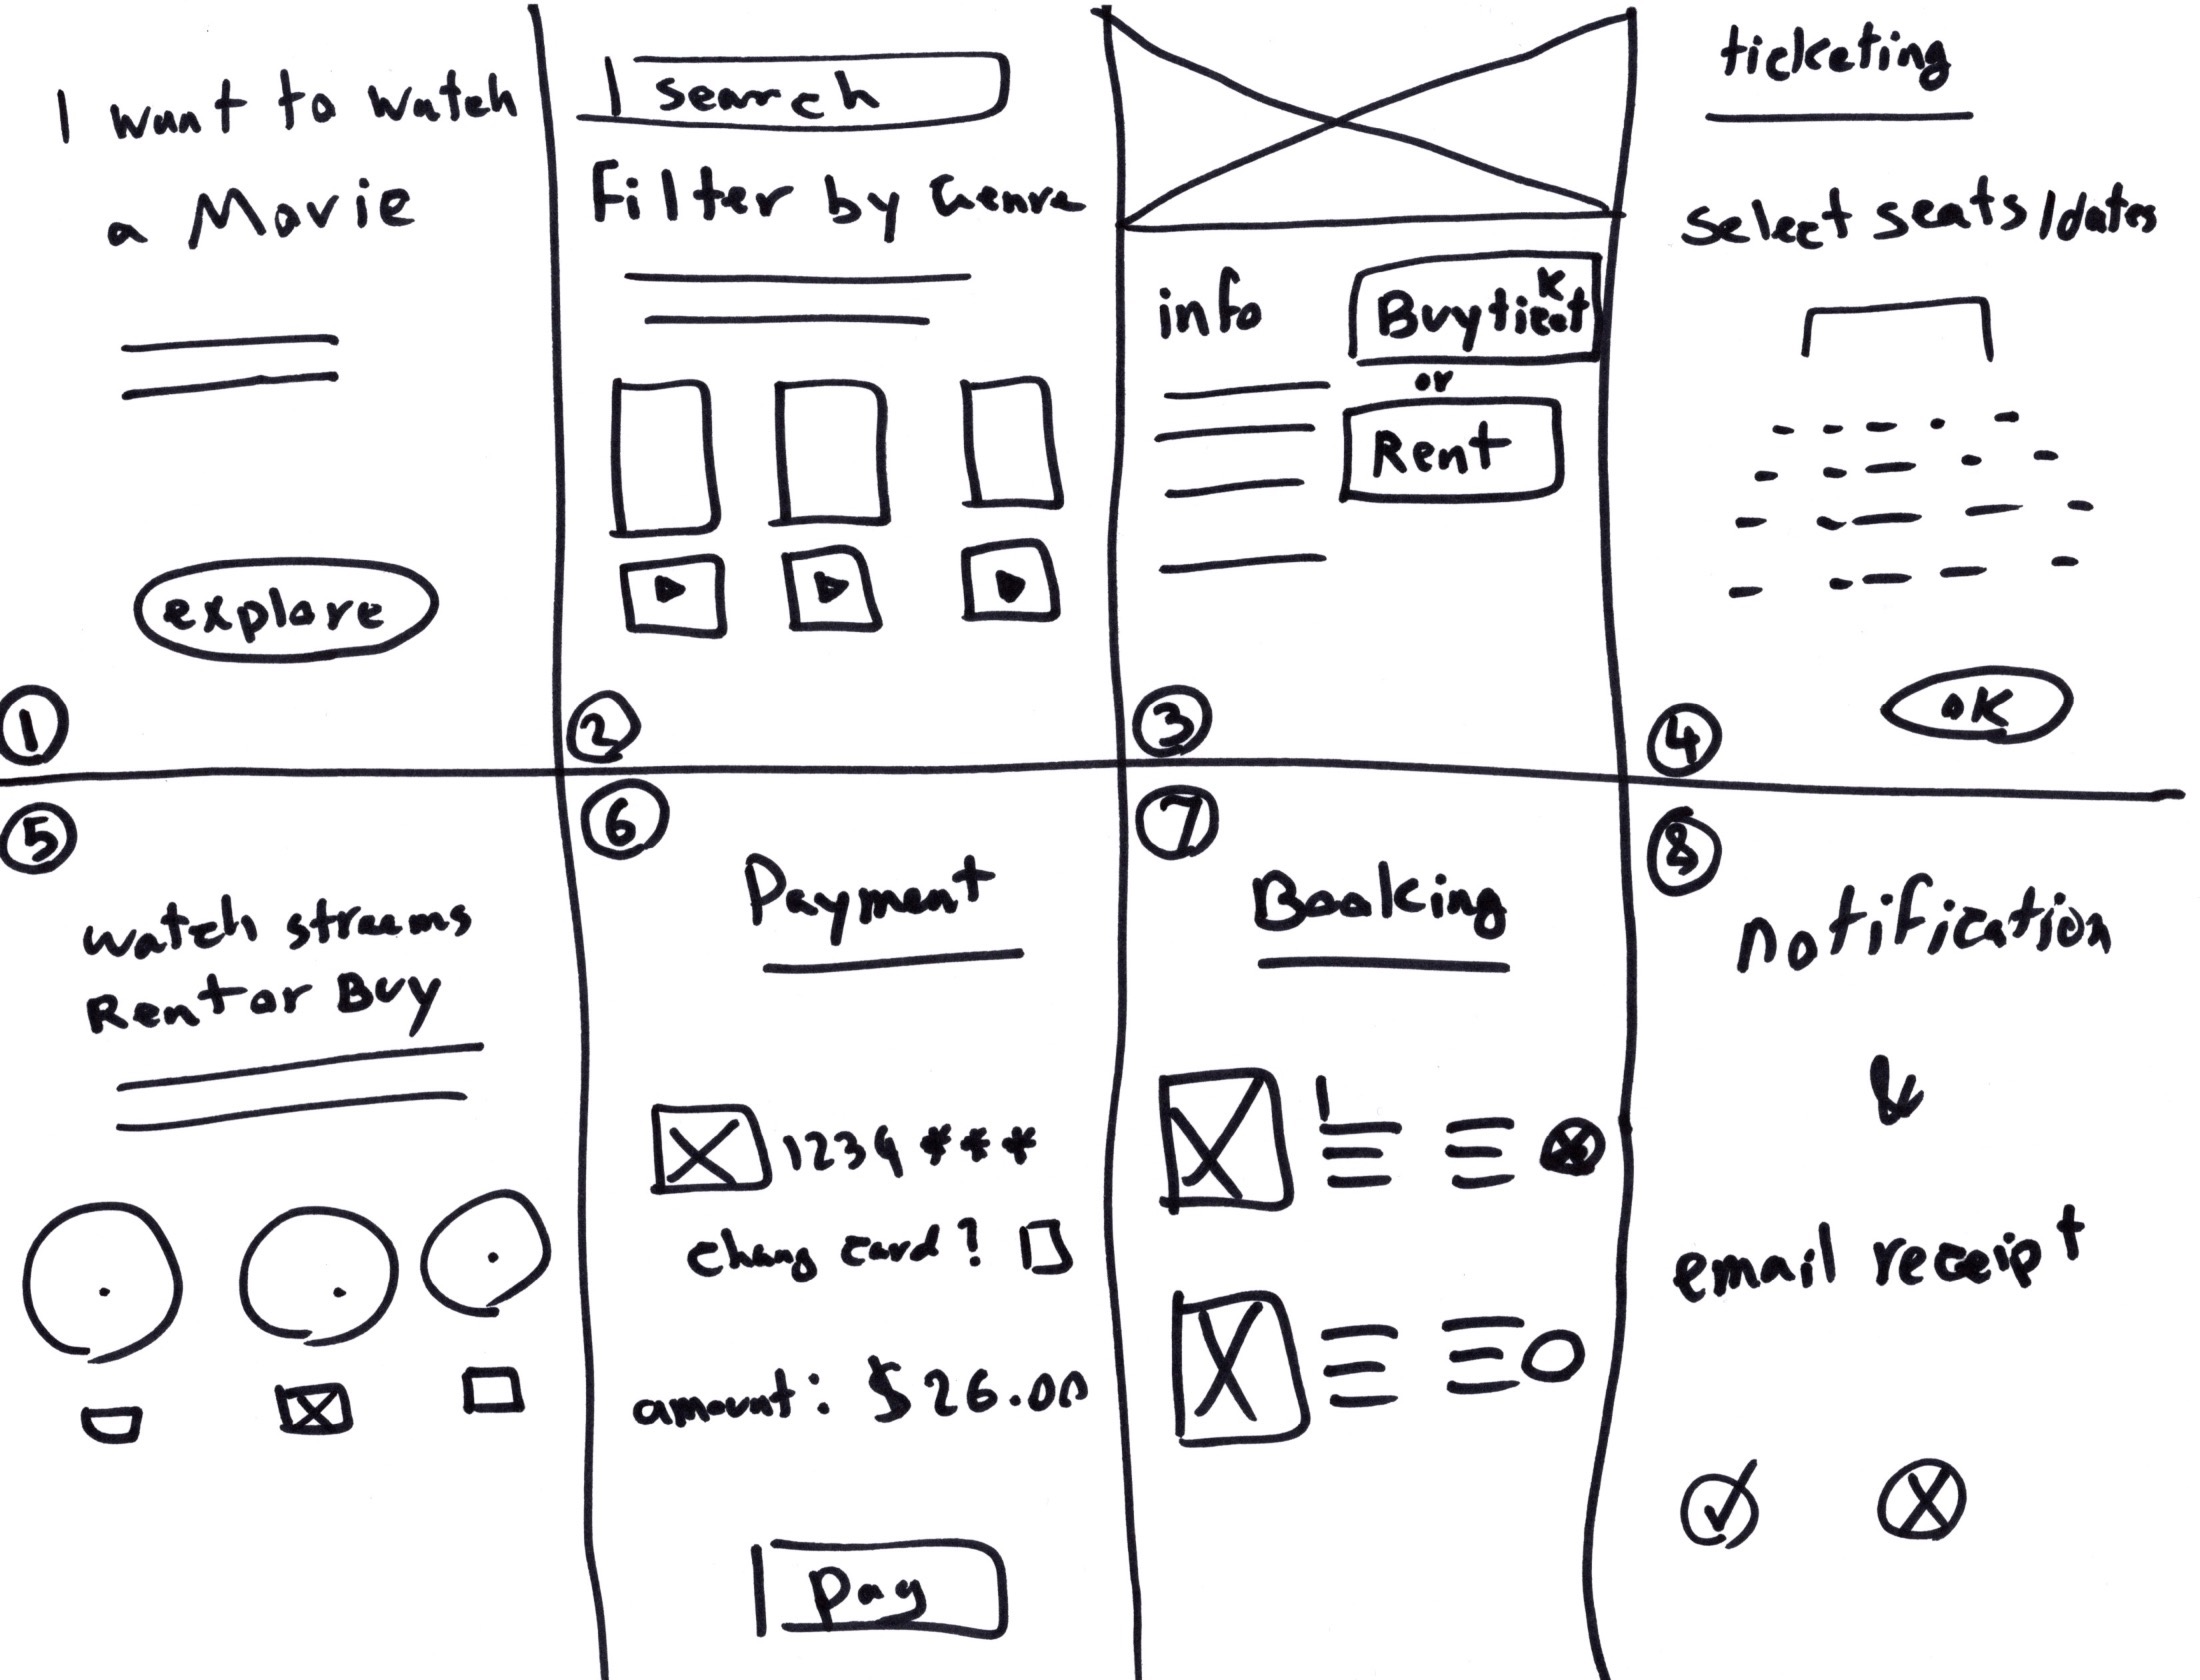 I want to watch
a Movie
explore
1
search
Filter by Genre
2
info
Buy ticket
or
Rent
3
ticketing
select seats/dates
OK
4
5
watch streams
Rent or Buy
6
Payment
1234 ***
chang card?
amount: $26.00
Pay
7
Booking
8
notification
&
email receipt